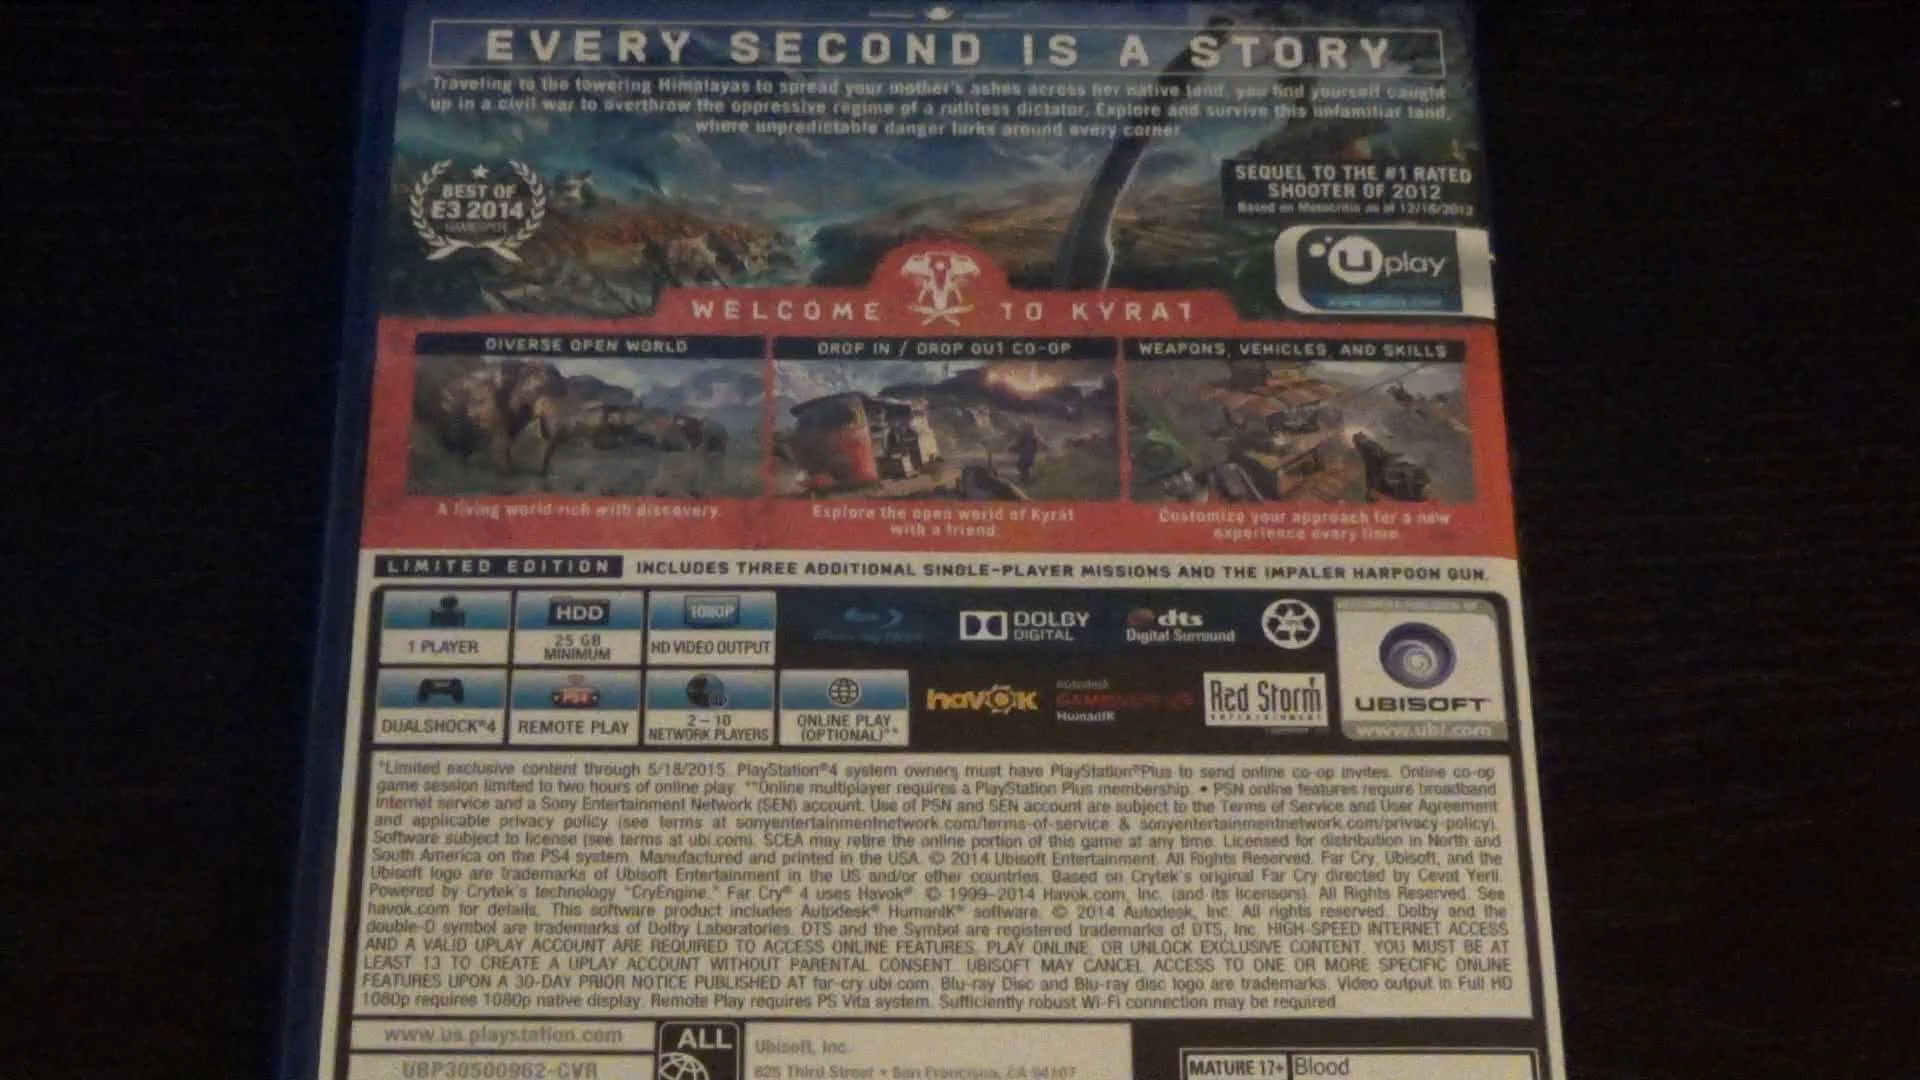 EVERY SECOND IS A STORY
Traveling to the towering Himalayas to spread your mother's ashes across her native land, you find yourself caught
up in a civil war to overthrow the oppressive regime of a ruthless dictator. Explore and survive this unfamiliar land,
where unpredictable danger lurks around every corner
BEST OF
E3 2014
GAMESPOT
SEQUEL TO THE #1 RATED
SHOOTER OF 2012
Based on Metacritic as of 12/16/2012
uplay
WELCOME TO KYRAT
DIVERSE OPEN WORLD
DROP IN / DROP OUT CO-OP
WEAPONS, VEHICLES, AND SKILLS
A living world rich with discovery
Explore the open world of Kyrat
with a friend
Customize your approach for a new
experience every time
LIMITED EDITION INCLUDES THREE ADDITIONAL SINGLE-PLAYER MISSIONS AND THE IMPALER HARPOON GUN.
1 PLAYER
HDD
25 GB
MINIMUM
1080P
HD VIDEO OUTPUT
DOLBY
DIGITAL
dts
Digital Surround
UBISOFT
www.ubi.com
DUALSHOCK®4
PS4
REMOTE PLAY
2-10
NETWORK PLAYERS
ONLINE PLAY
(OPTIONAL)**
havok
Autodesk
HumanIK
Red Storm
ENTERTAINMENT
*Limited exclusive content through 5/18/2015. PlayStation®4 system owners must have PlayStation®Plus to send online co-op invites. Online co-op
game session limited to two hours of online play. **Online multiplayer requires a PlayStation Plus membership. • PSN online features require broadband
internet service and a Sony Entertainment Network (SEN) account. Use of PSN and SEN account are subject to the Terms of Service and User Agreement
and applicable privacy policy (see terms at sonyentertainmentnetwork.com/terms-of-service & sonyentertainmentnetwork.com/privacy-policy).
Software subject to license (see terms at ubi.com). SCEA may retire the online portion of this game at any time. Licensed for distribution in North and
South America on the PS4 system. Manufactured and printed in the USA. © 2014 Ubisoft Entertainment. All Rights Reserved. Far Cry, Ubisoft, and the
Ubisoft logo are trademarks of Ubisoft Entertainment in the US and/or other countries. Based on Crytek's original Far Cry directed by Cevat Yerli.
Powered by Crytek's technology "CryEngine." Far Cry® 4 uses Havok® © 1999-2014 Havok.com, Inc. (and its licensors). All Rights Reserved. See
havok.com for details. This software product includes Autodesk® HumanIK® software, © 2014 Autodesk, Inc. All rights reserved. Dolby and the
double-D symbol are trademarks of Dolby Laboratories. DTS and the Symbol are registered trademarks of DTS, Inc. HIGH-SPEED INTERNET ACCESS
AND A VALID UPLAY ACCOUNT ARE REQUIRED TO ACCESS ONLINE FEATURES, PLAY ONLINE, OR UNLOCK EXCLUSIVE CONTENT. YOU MUST BE AT
LEAST 13 TO CREATE A UPLAY ACCOUNT WITHOUT PARENTAL CONSENT. UBISOFT MAY CANCEL ACCESS TO ONE OR MORE SPECIFIC ONLINE
FEATURES UPON A 30-DAY PRIOR NOTICE PUBLISHED AT far-cry.ubi.com. Blu-ray Disc and Blu-ray disc logo are trademarks. Video output in Full HD
1080p requires 1080p native display. Remote Play requires PS Vita system. Sufficiently robust Wi-Fi connection may be required
www.us.playstation.com
ALL
Ubisoft, Inc.
UBP30500962-CVR
625 Third Street • San Francisco, CA 94107
MATURE 17+
Blood